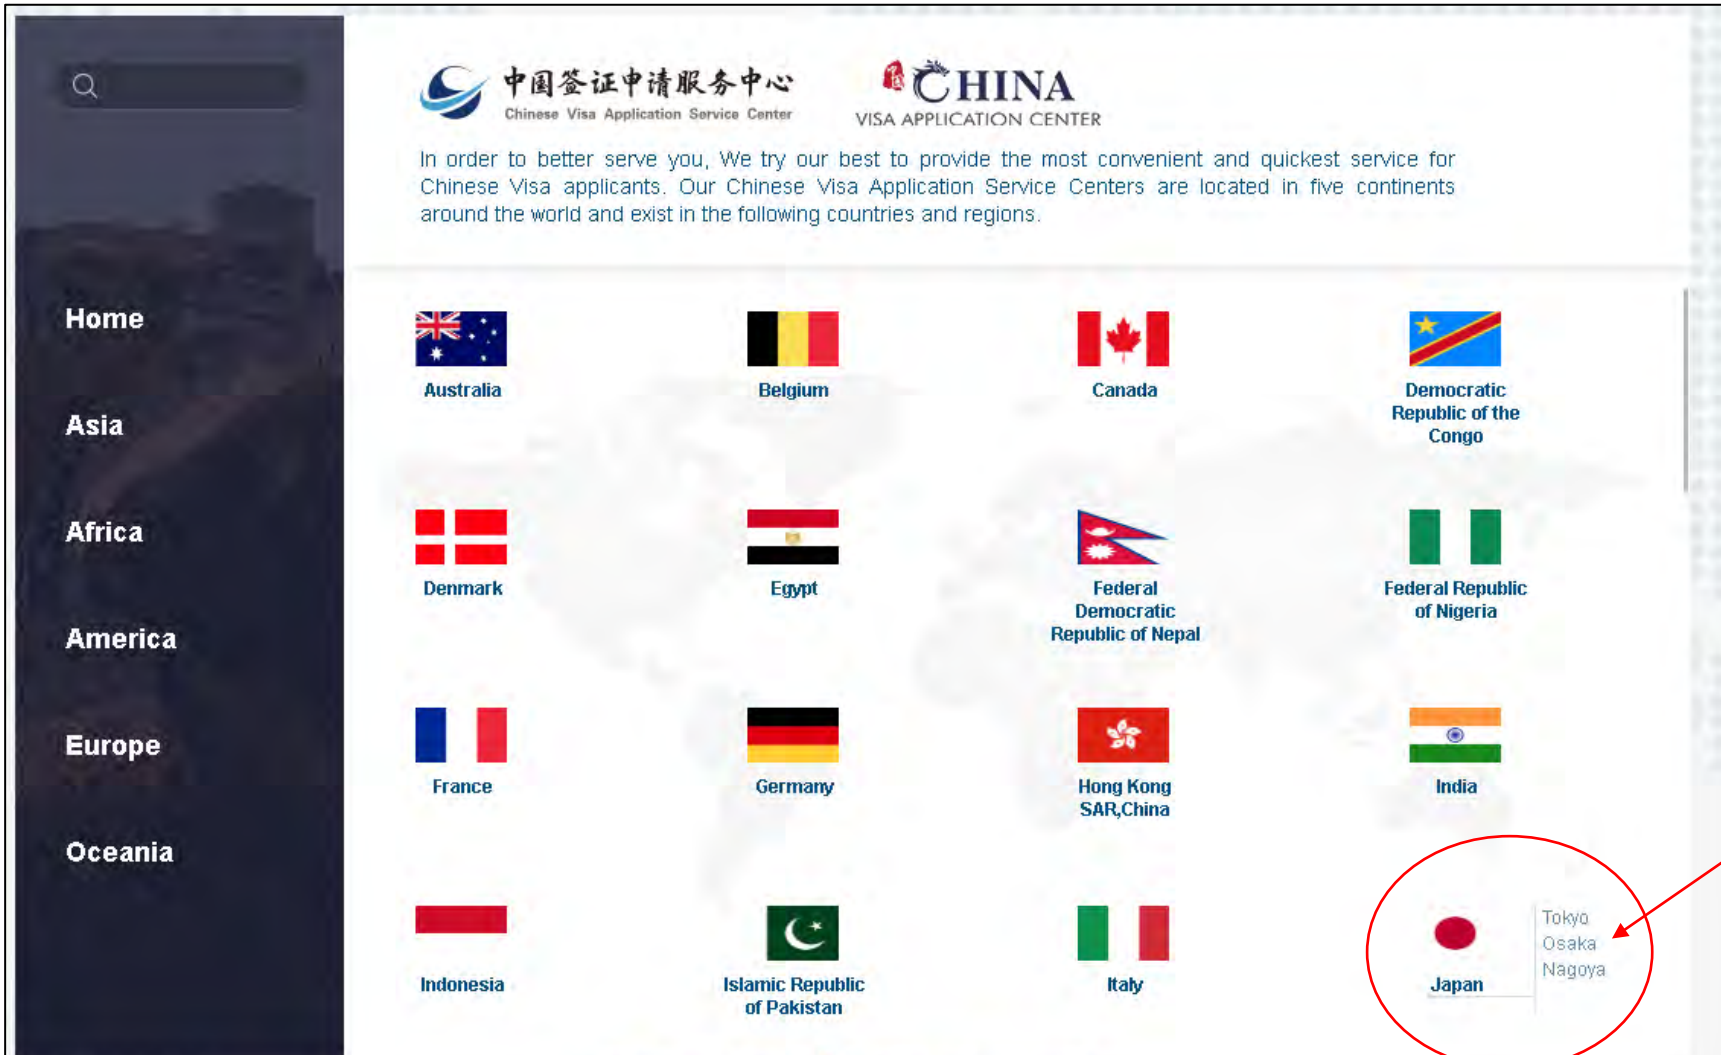 中国签证申请服务中心
Chinese Visa Application Service Center
CHINA
VISA APPLICATION CENTER
In order to better serve you, We try our best to provide the most convenient and quickest service for
Chinese Visa applicants. Our Chinese Visa Application Service Centers are located in five continents
around the world and exist in the following countries and regions.
Home
Asia
Africa
America
Europe
Oceania
Australia
Belgium
Canada
Democratic
Republic of the
Congo
Denmark
Egypt
Federal
Democratic
Republic of Nepal
Federal Republic
of Nigeria
France
Germany
Hong Kong
SAR,China
India
Indonesia
Islamic Republic
of Pakistan
Italy
Japan
Tokyo
Osaka
Nagoya